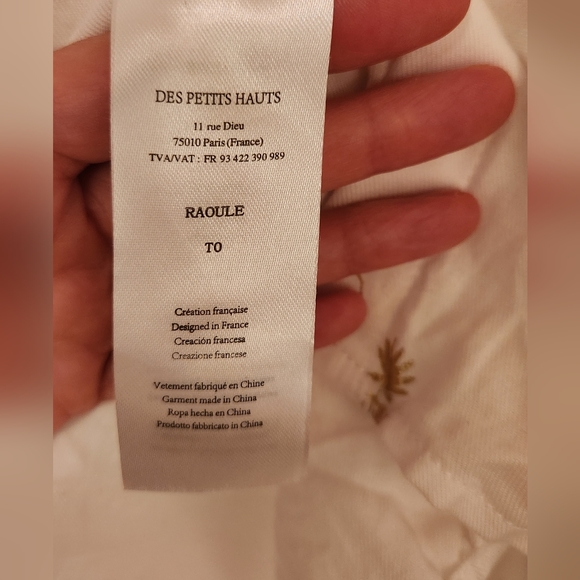 DES PETITS HAUTS
11 rue Dieu
75010 Paris (France)
TVA/VAT : FR 93 422 390 989
RAOULE
T0
Création française
Designed in France
Creación francesa
Creazione francese
Vetement fabriqué en Chine
Garment made in China
Ropa hecha en China
Prodotto fabbricato in China